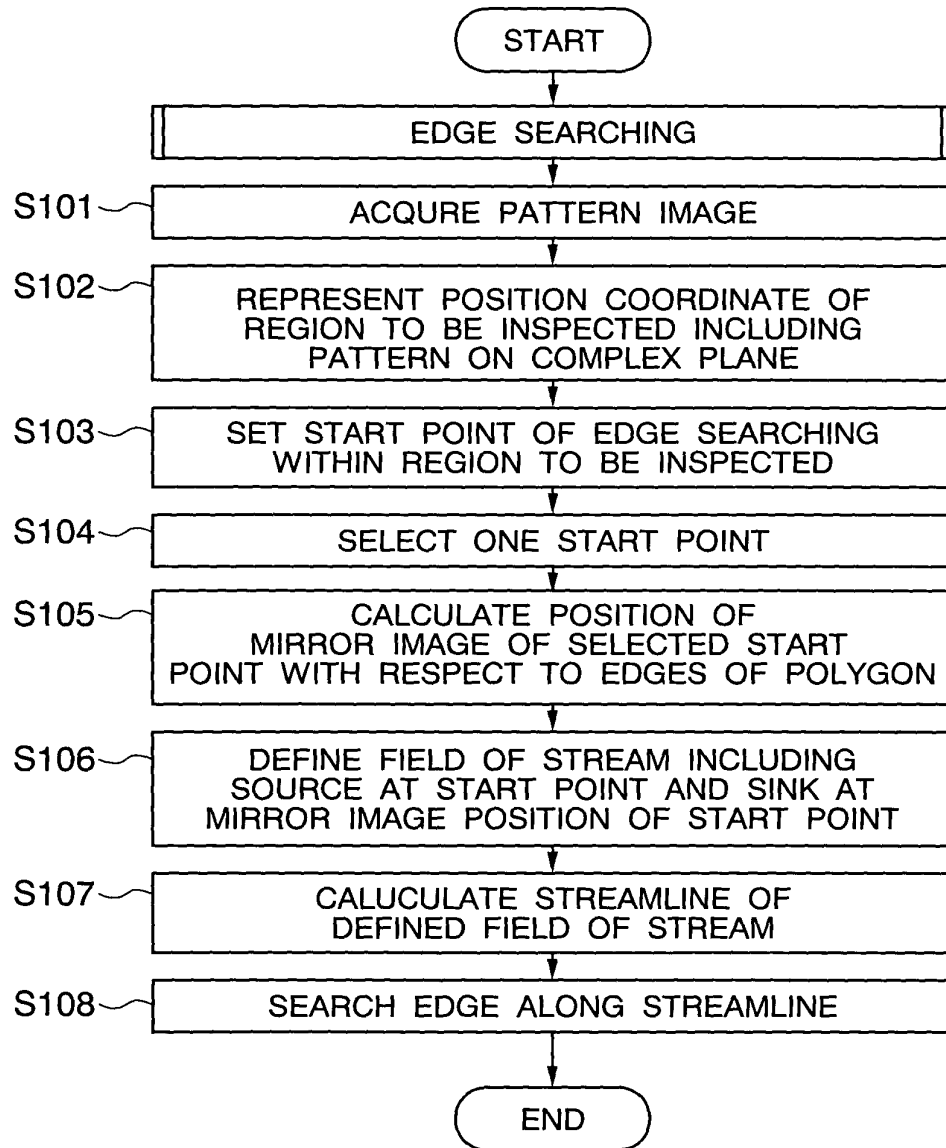 START
EDGE SEARCHING
S101
ACQURE PATTERN IMAGE
S102
REPRESENT POSITION COORDINATE OF
REGION TO BE INSPECTED INCLUDING
PATTERN ON COMPLEX PLANE
S103
SET START POINT OF EDGE SEARCHING
WITHIN REGION TO BE INSPECTED
S104
SELECT ONE START POINT
S105
CALCULATE POSITION OF
MIRROR IMAGE OF SELECTED START
POINT WITH RESPECT TO EDGES OF POLYGON
S106
DEFINE FIELD OF STREAM INCLUDING
SOURCE AT START POINT AND SINK AT
MIRROR IMAGE POSITION OF START POINT
S107
CALUCULATE STREAMLINE OF
DEFINED FIELD OF STREAM
S108
SEARCH EDGE ALONG STREAMLINE
END